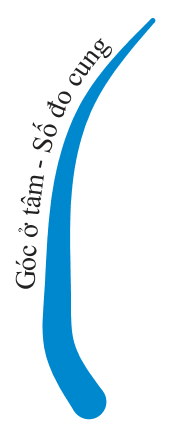 Góc ở tâm - Số đo cung